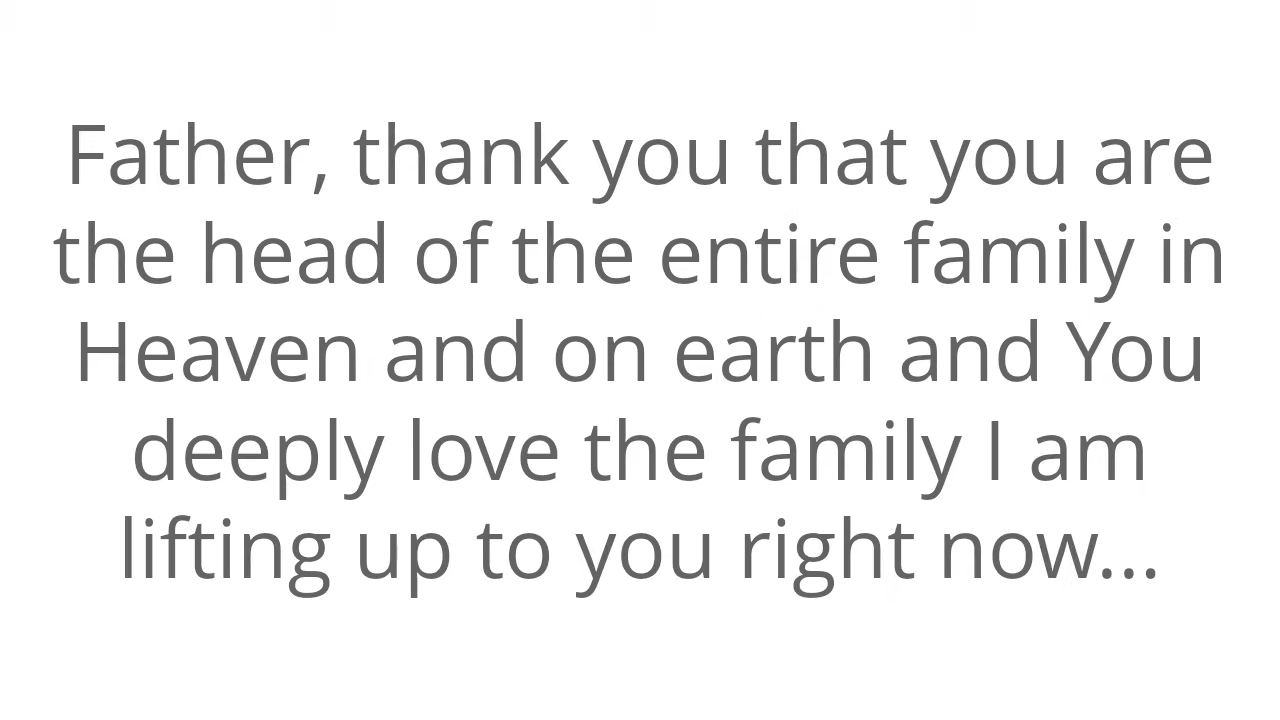 Father, thank you that you are
the head of the entire family in
Heaven and on earth and You
deeply love the family I am
lifting up to you right now...